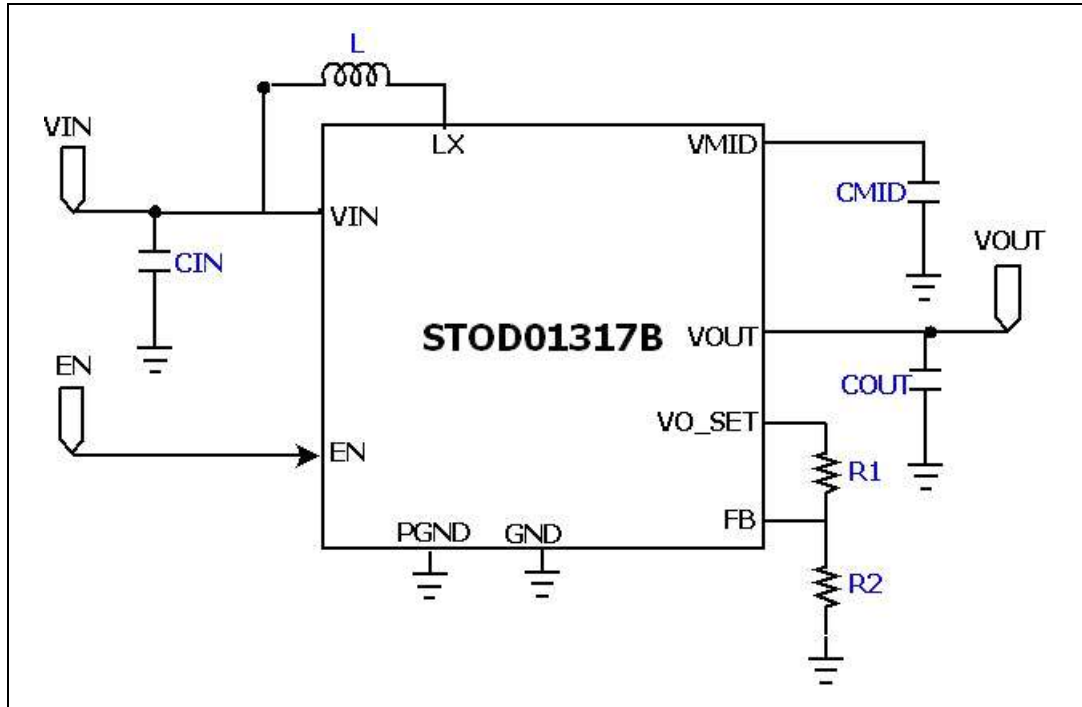 L
VIN
LX
VMID
CMID
VIN
CIN
VOUT
STOD01317B
VOUT
EN
COUT
VO_SET
EN
R1
FB
PGND
GND
R2